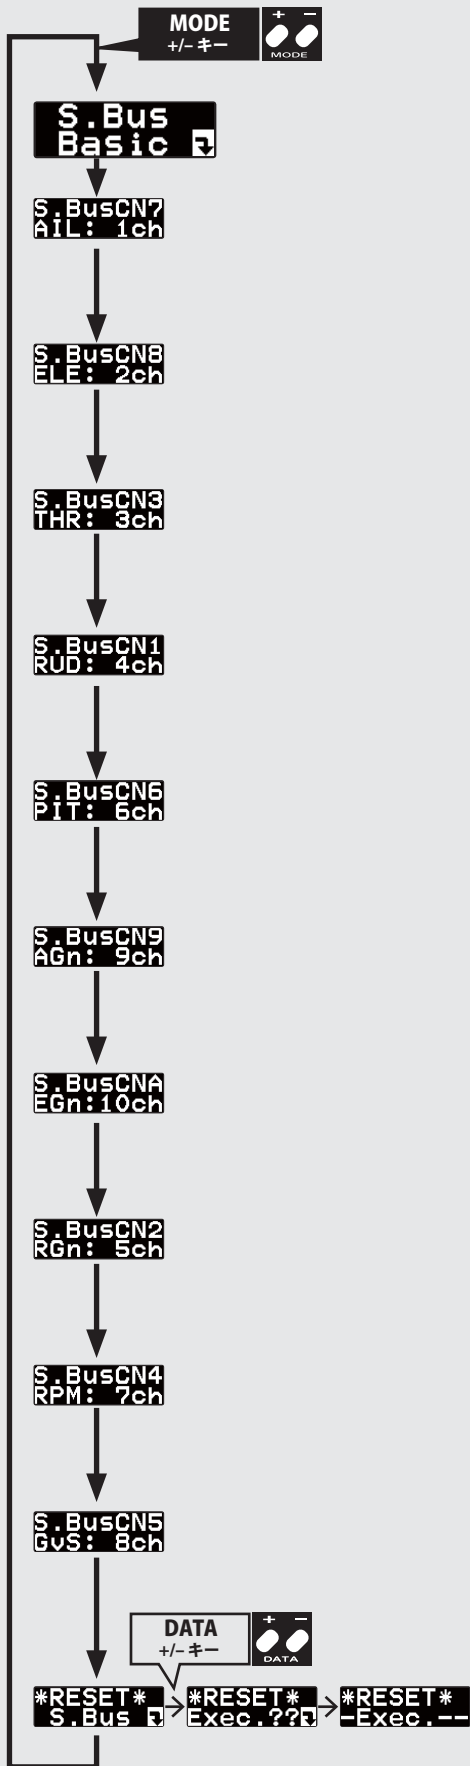 MODE
+/– キー
+ −
MODE
S.Bus
Basic
S.BusCN7
AIL: 1ch
S.BusCN8
ELE: 2ch
S.BusCN3
THR: 3ch
S.BusCN1
RUD: 4ch
S.BusCN6
PIT: 6ch
S.BusCN9
AGn: 9ch
S.BusCNA
EGn:10ch
S.BusCN2
RGn: 5ch
S.BusCN4
RPM: 7ch
S.BusCN5
GvS: 8ch
DATA
+/– キー
+ −
DATA
*RESET*
S.Bus
*RESET*
Exec.??
*RESET*
-Exec.--